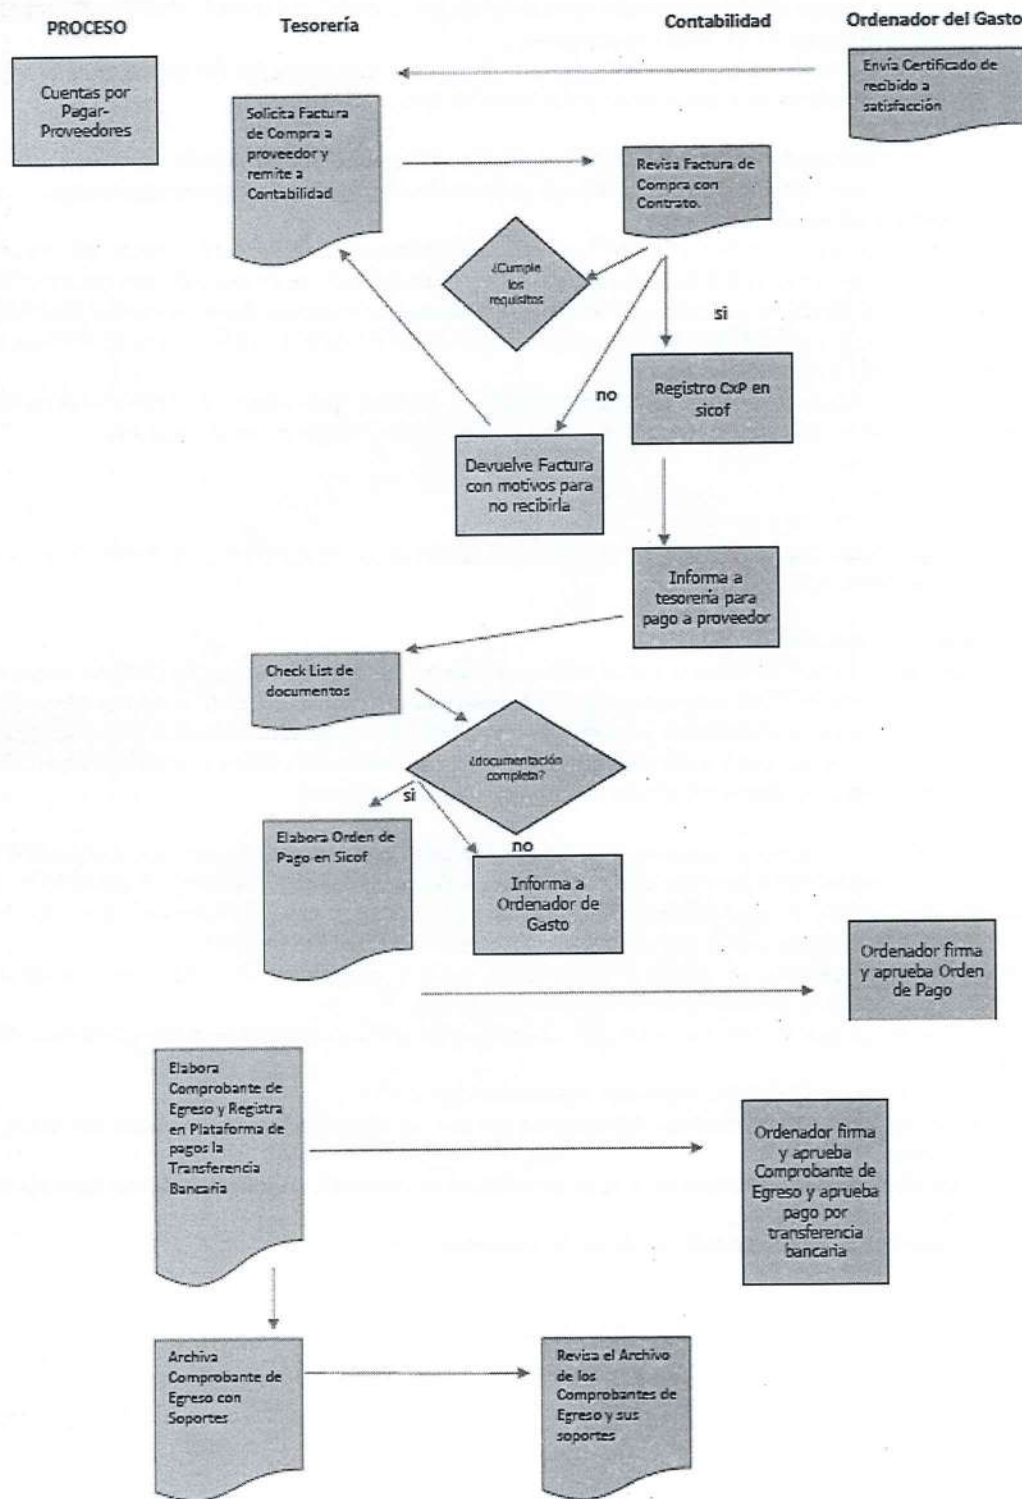 PROCESO
Tesorería
Contabilidad
Ordenador del Gasto
Cuentas por
Pagar-
Proveedores
Envía Certificado de
recibido a
satisfacción
Solicita Factura
de Compra a
proveedor y
remite a
Contabilidad
Revisa Factura de
Compra con
Contrato.
¿Cumple
los
requisitos
si
no
Registro CxP en
sicof
Devuelve Factura
con motivos para
no recibirla
Informa a
tesorería para
pago a proveedor
Check List de
documentos
¿documentación
completa?
si
no
Elabora Orden de
Pago en Sicof
Informa a
Ordenador de
Gasto
Ordenador firma
y aprueba Orden
de Pago
Elabora
Comprobante de
Egreso y Registra
en Plataforma de
pagos la
Transferencia
Bancaria
Ordenador firma
y aprueba
Comprobante de
Egreso y aprueba
pago por
transferencia
bancaria
Archiva
Comprobante de
Egreso con
Soportes
Revisa el Archivo
de los
Comprobantes de
Egreso y sus
soportes